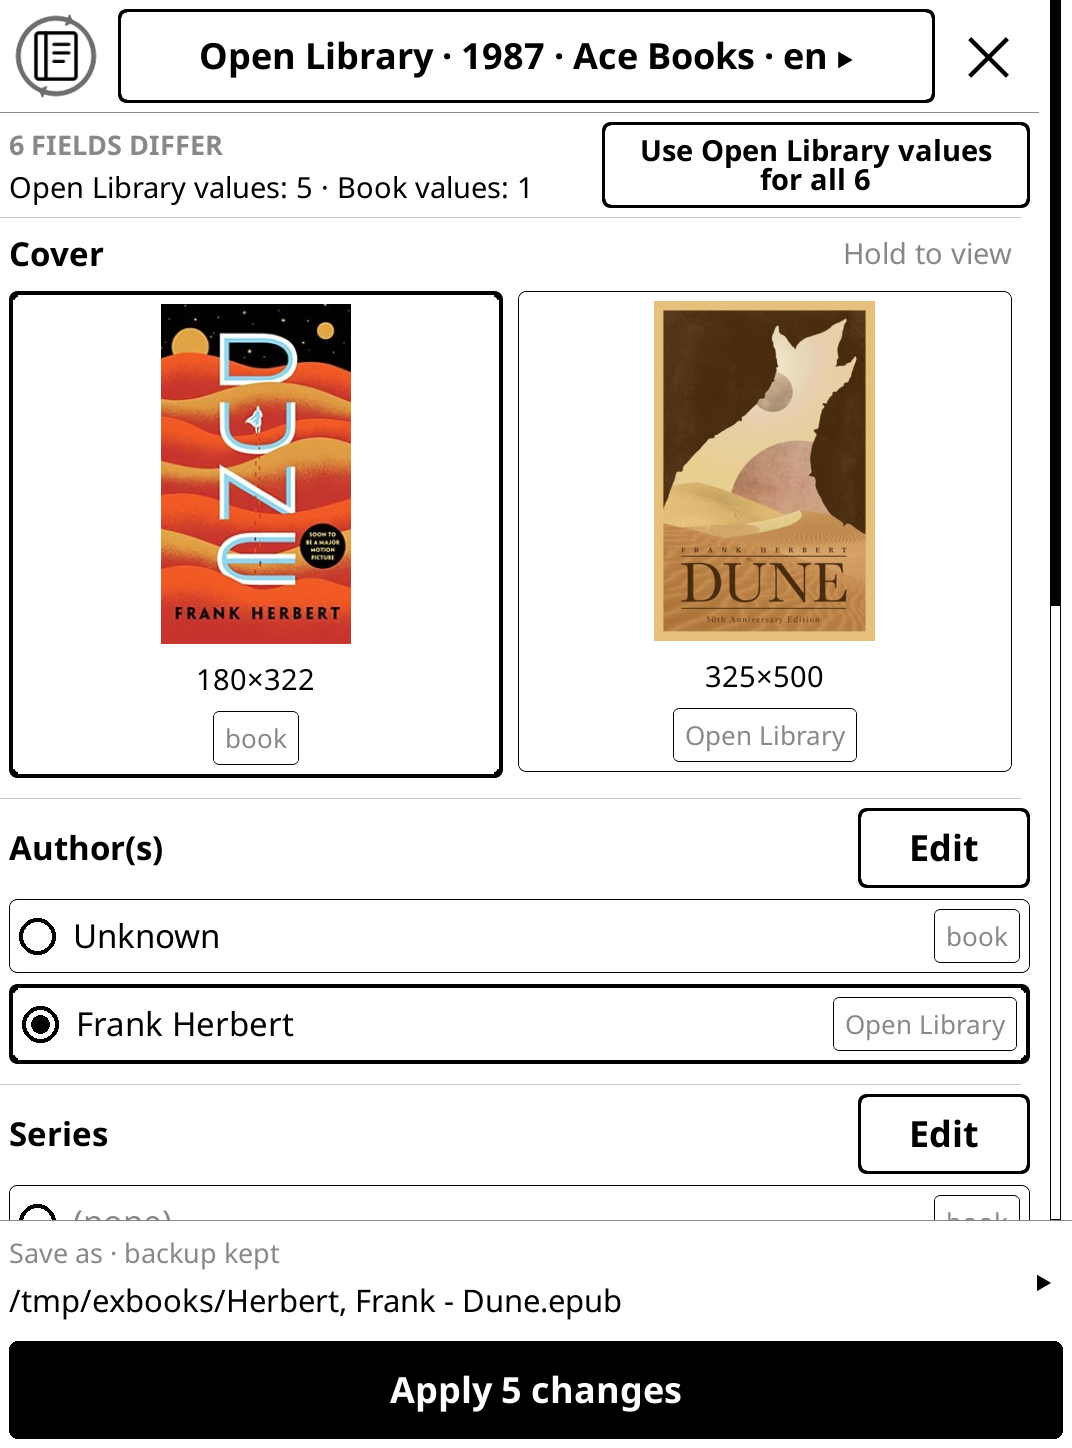 Open Library · 1987 · Ace Books · en ▸
6 FIELDS DIFFER
Open Library values: 5 · Book values: 1
Use Open Library values
for all 6
Cover
Hold to view
DUNE
SOON TO
BE A MAJOR
MOTION
PICTURE
FRANK HERBERT
180×322
book
FRANK HERBERT
DUNE
50th Anniversary Edition
325×500
Open Library
Author(s)
Edit
Unknown
book
Frank Herbert
Open Library
Series
Edit
(none)
book
Save as · backup kept
/tmp/exbooks/Herbert, Frank - Dune.epub
Apply 5 changes